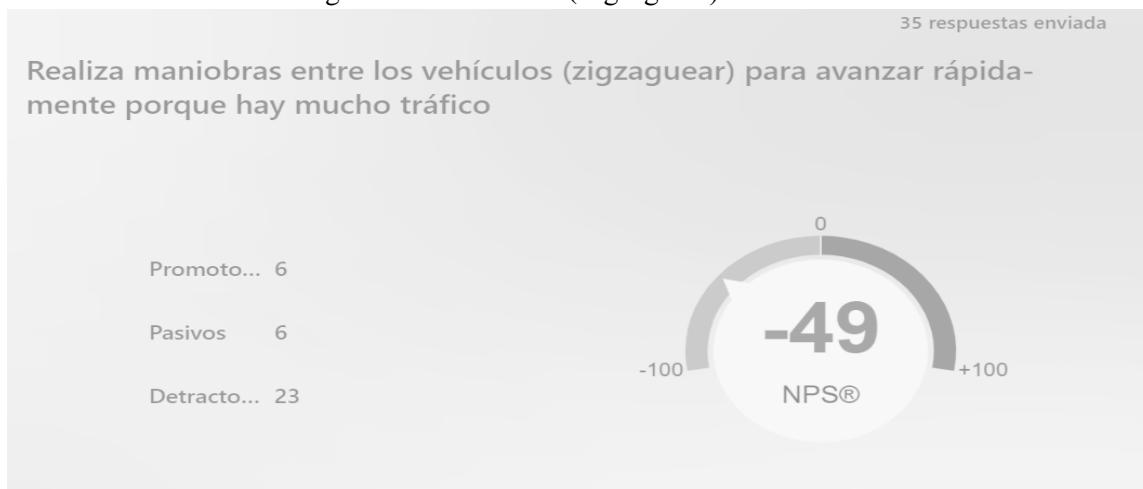 35 respuestas enviada
Realiza maniobras entre los vehículos (zigzaguear) para avanzar rápida-
mente porque hay mucho tráfico
0
Promoto... 6
Pasivos 6
-49
-100
+100
Detracto... 23
NPS®